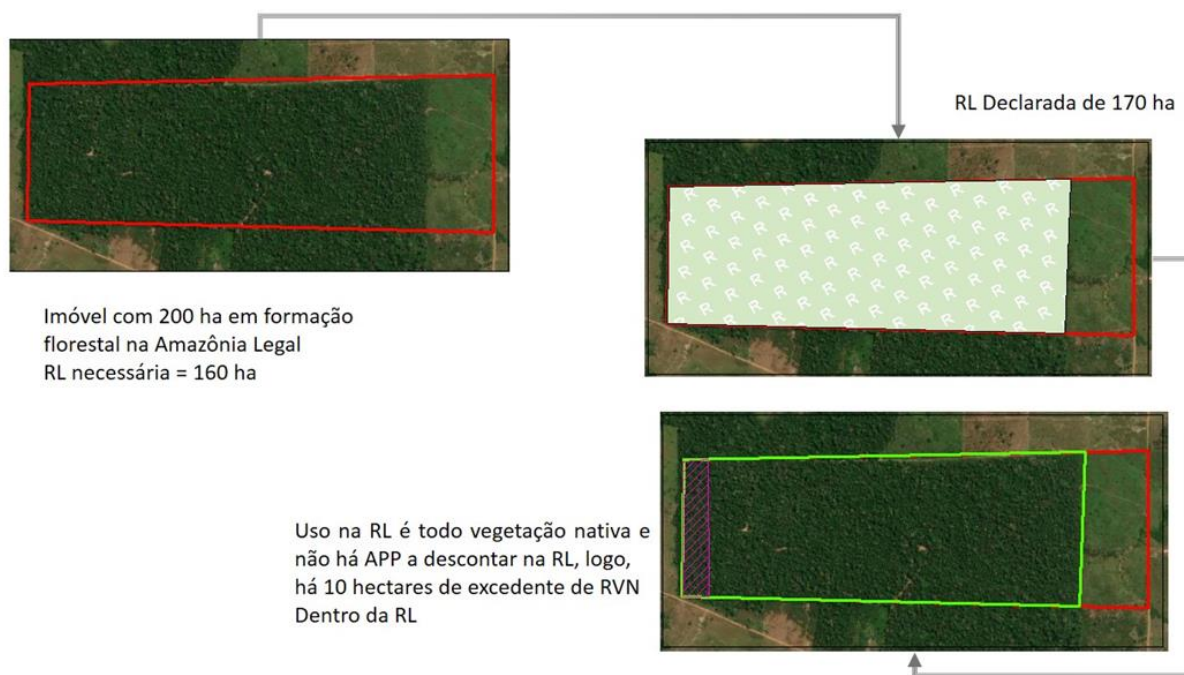 RL Declarada de 170 ha
Imóvel com 200 ha em formação
florestal na Amazônia Legal
RL necessária = 160 ha
Uso na RL é todo vegetação nativa e
não há APP a descontar na RL, logo,
há 10 hectares de excedente de RVN
Dentro da RL